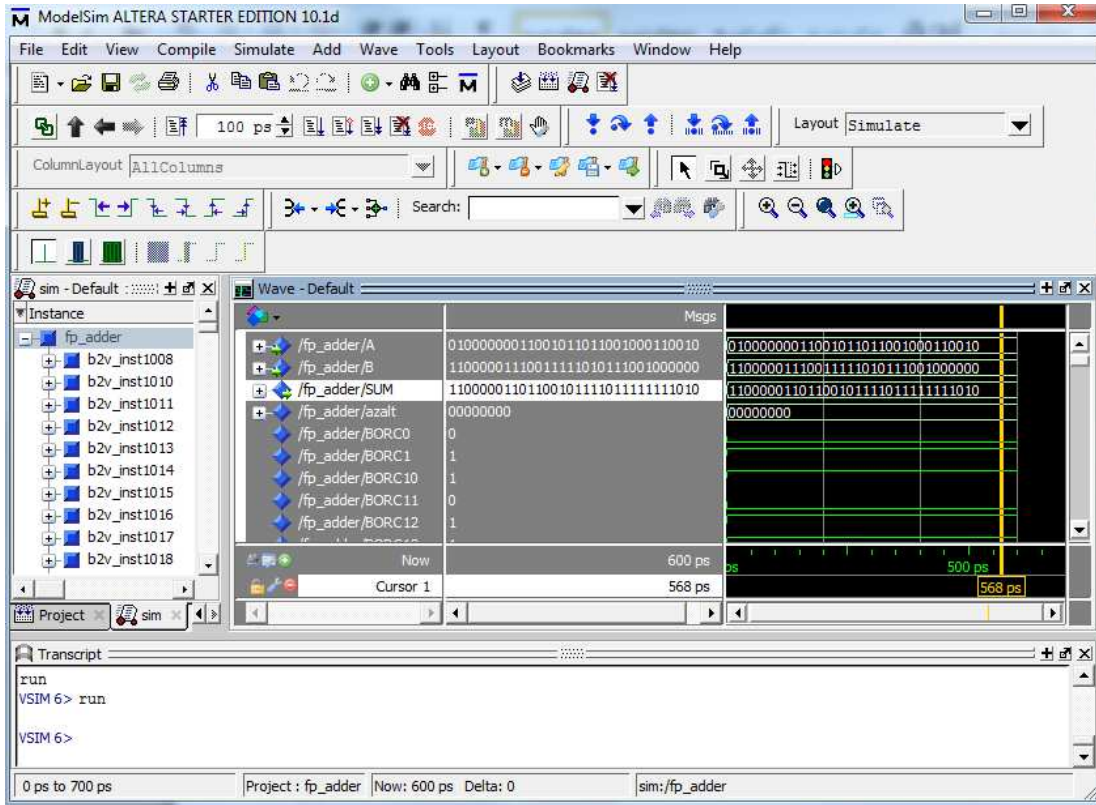 ModelSim ALTERA STARTER EDITION 10.1d
File Edit View Compile Simulate Add Wave Tools Layout Bookmarks Window Help
100 ps
Layout Simulate
ColumnLayout AllColumns
Search:
sim - Default
Wave - Default
Instance
Msgs
fp_adder
b2v_inst1008
b2v_inst1010
b2v_inst1011
b2v_inst1012
b2v_inst1013
b2v_inst1014
b2v_inst1015
b2v_inst1016
b2v_inst1017
b2v_inst1018
/fp_adder/A 01000000011001011011001000110010 01000000011001011011001000110010
/fp_adder/B 11000001110011111010111001000000 11000001110011111010111001000000
/fp_adder/SUM 11000001101100101111011111111010 11000001101100101111011111111010
/fp_adder/azalt 00000000 00000000
/fp_adder/BORC0 0
/fp_adder/BORC1 1
/fp_adder/BORC10 1
/fp_adder/BORC11 0
/fp_adder/BORC12 1
Now 600 ps ps 500 ps
Cursor 1 568 ps 568 ps
Project sim
Transcript
run
VSIM 6> run
VSIM 6>
0 ps to 700 ps Project : fp_adder Now: 600 ps Delta: 0 sim:/fp_adder